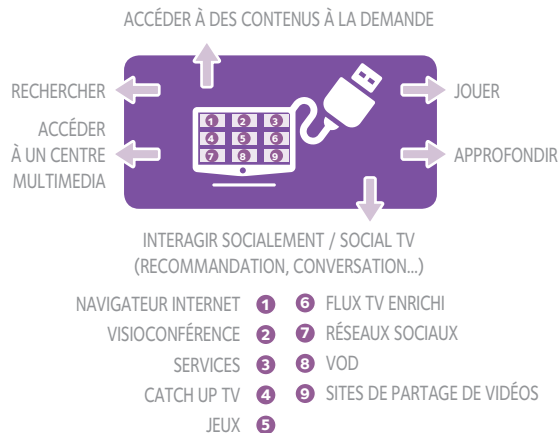 ACCÉDER À DES CONTENUS À LA DEMANDE
RECHERCHER
JOUER
ACCÉDER
À UN CENTRE
MULTIMEDIA
APPROFONDIR
1 2 3
4 5 6
7 8 9
INTERAGIR SOCIALEMENT / SOCIAL TV
(RECOMMANDATION, CONVERSATION...)
NAVIGATEUR INTERNET 1
VISIOCONFÉRENCE 2
SERVICES 3
CATCH UP TV 4
JEUX 5
6 FLUX TV ENRICHI
7 RÉSEAUX SOCIAUX
8 VOD
9 SITES DE PARTAGE DE VIDÉOS